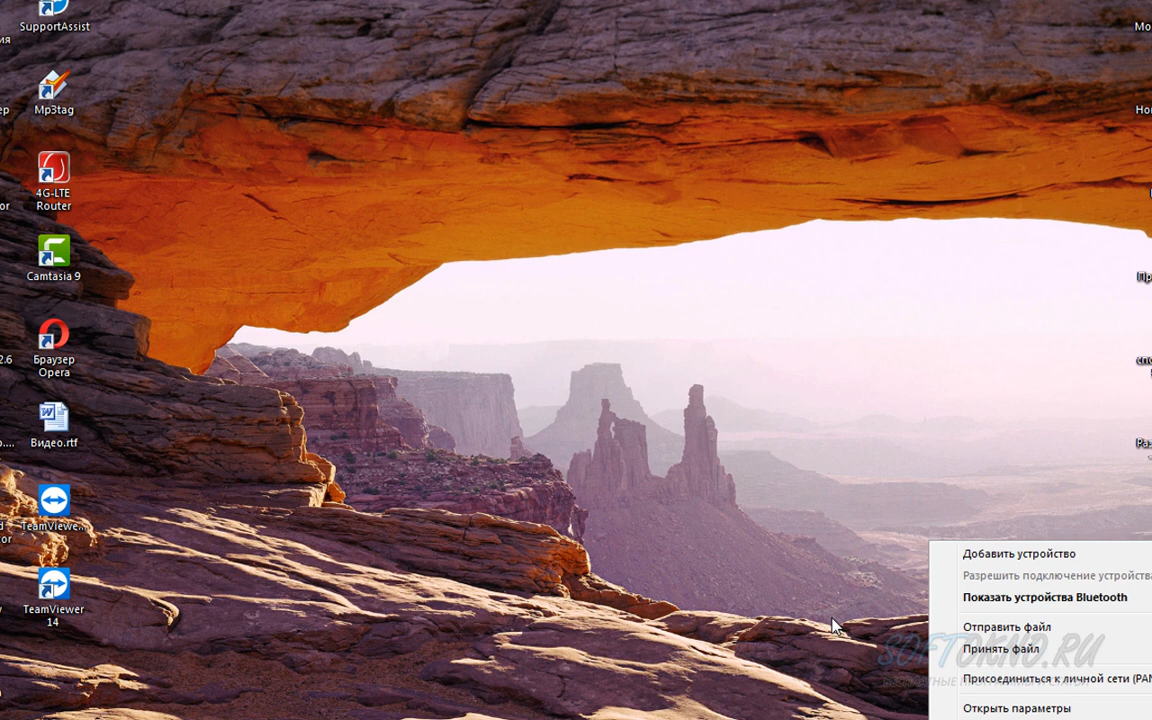 SupportAssist
Mp3tag
4G-LTE
Router
Camtasia 9
Браузер
Opera
Видео.rtf
TeamViewe...
TeamViewer
14
Добавить устройство
Разрешить подключение устройства
Показать устройства Bluetooth
Отправить файл
Принять файл
SOFTOKNO.RU
Присоединиться к личной сети (PAN
Открыть параметры